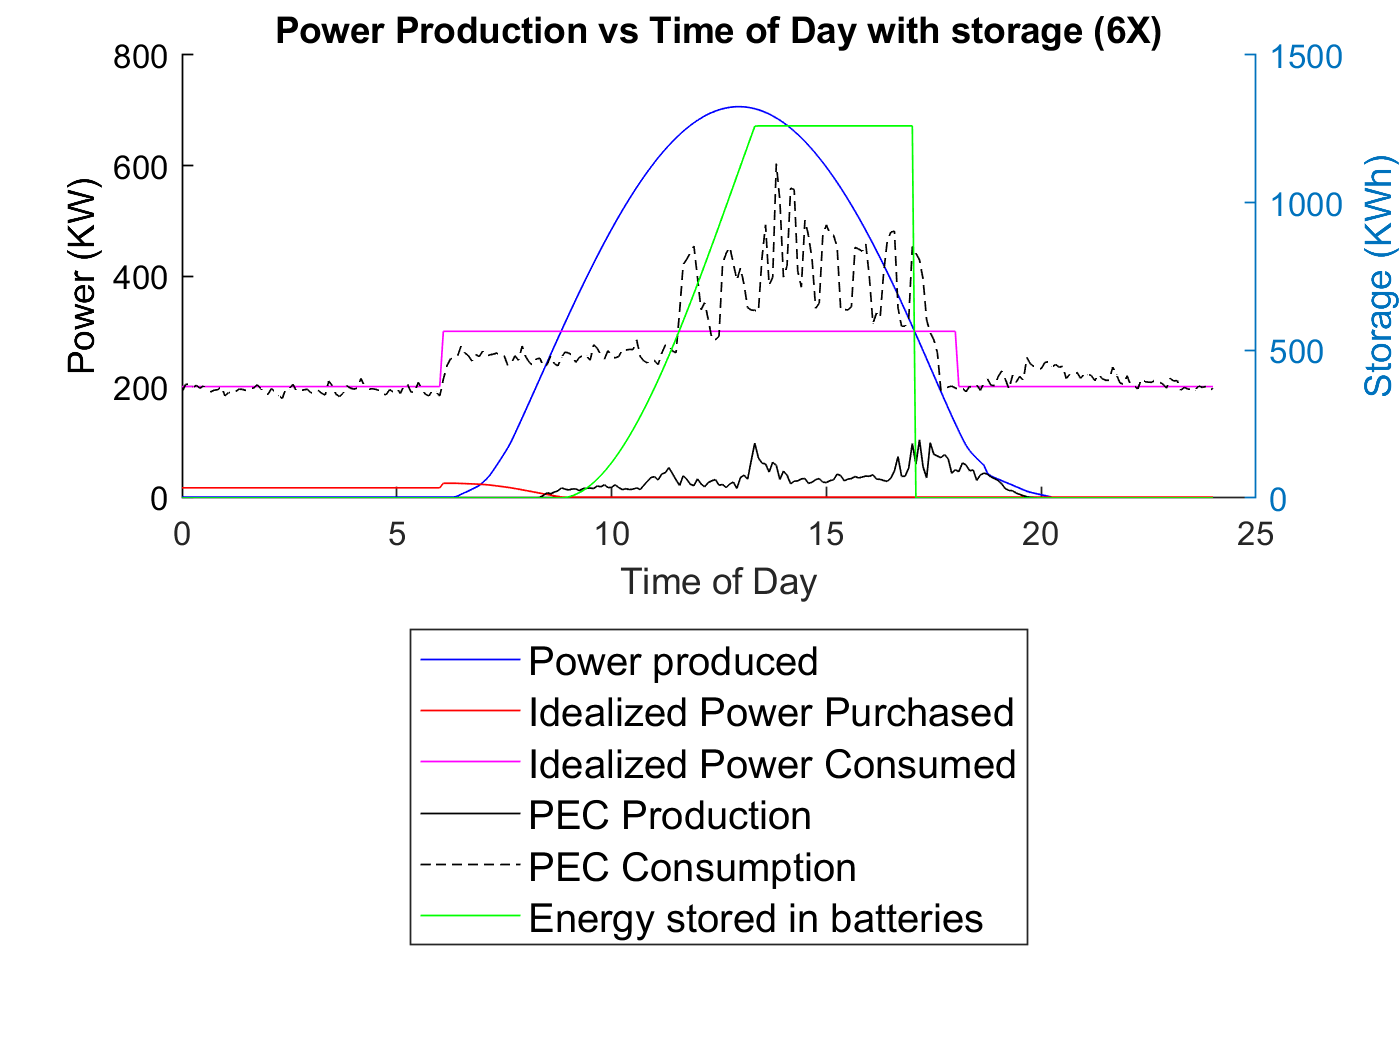 Power Production vs Time of Day with storage (6X)
800
600
400
200
0
Power (KW)
1500
1000
500
0
Storage (KWh)
0
5
10
15
20
25
Time of Day
Power produced
Idealized Power Purchased
Idealized Power Consumed
PEC Production
PEC Consumption
Energy stored in batteries